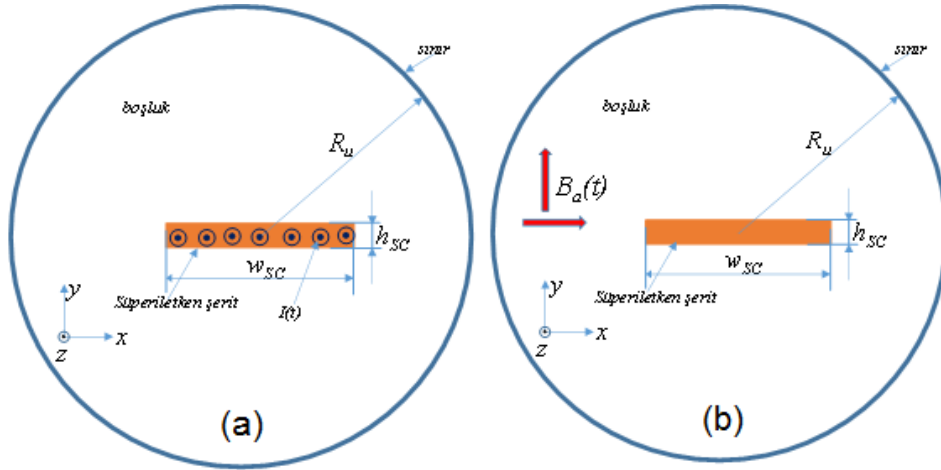 sınır
boşluk
R_u
h_SC
w_SC
Süperiletken şerit
I(t)
y
x
z
(a)
sınır
boşluk
R_u
B_a(t)
h_SC
w_SC
Süperiletken şerit
y
x
z
(b)